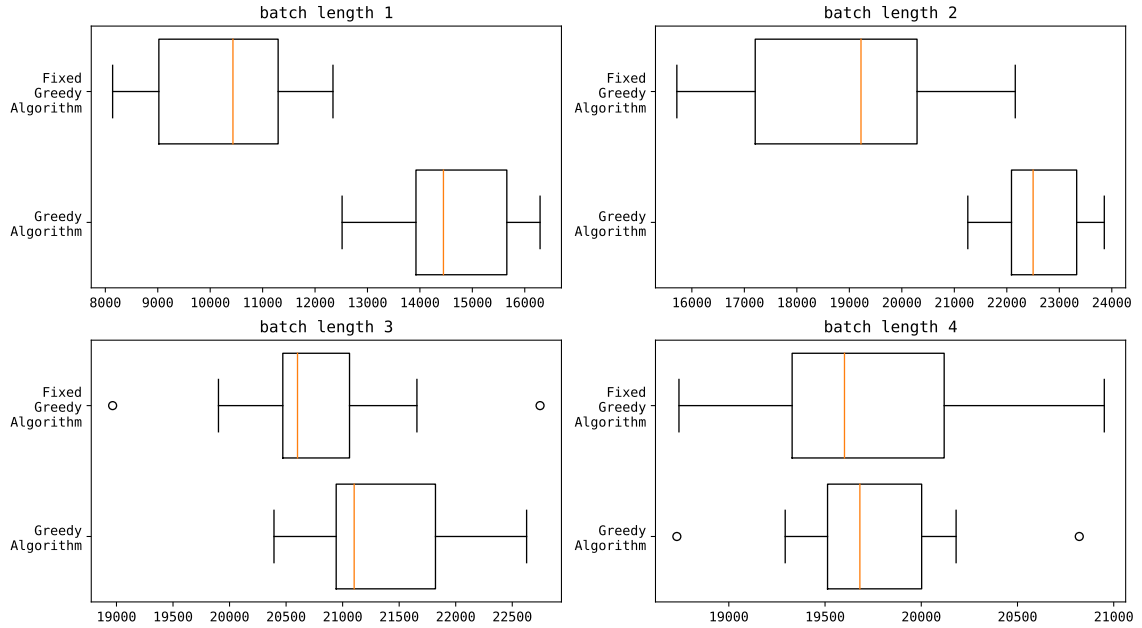 batch length 1
Fixed
Greedy
Algorithm
Greedy
Algorithm
8000 9000 10000 11000 12000 13000 14000 15000 16000
batch length 2
Fixed
Greedy
Algorithm
Greedy
Algorithm
16000 17000 18000 19000 20000 21000 22000 23000 24000
batch length 3
Fixed
Greedy
Algorithm
Greedy
Algorithm
19000 19500 20000 20500 21000 21500 22000 22500
batch length 4
Fixed
Greedy
Algorithm
Greedy
Algorithm
19000 19500 20000 20500 21000